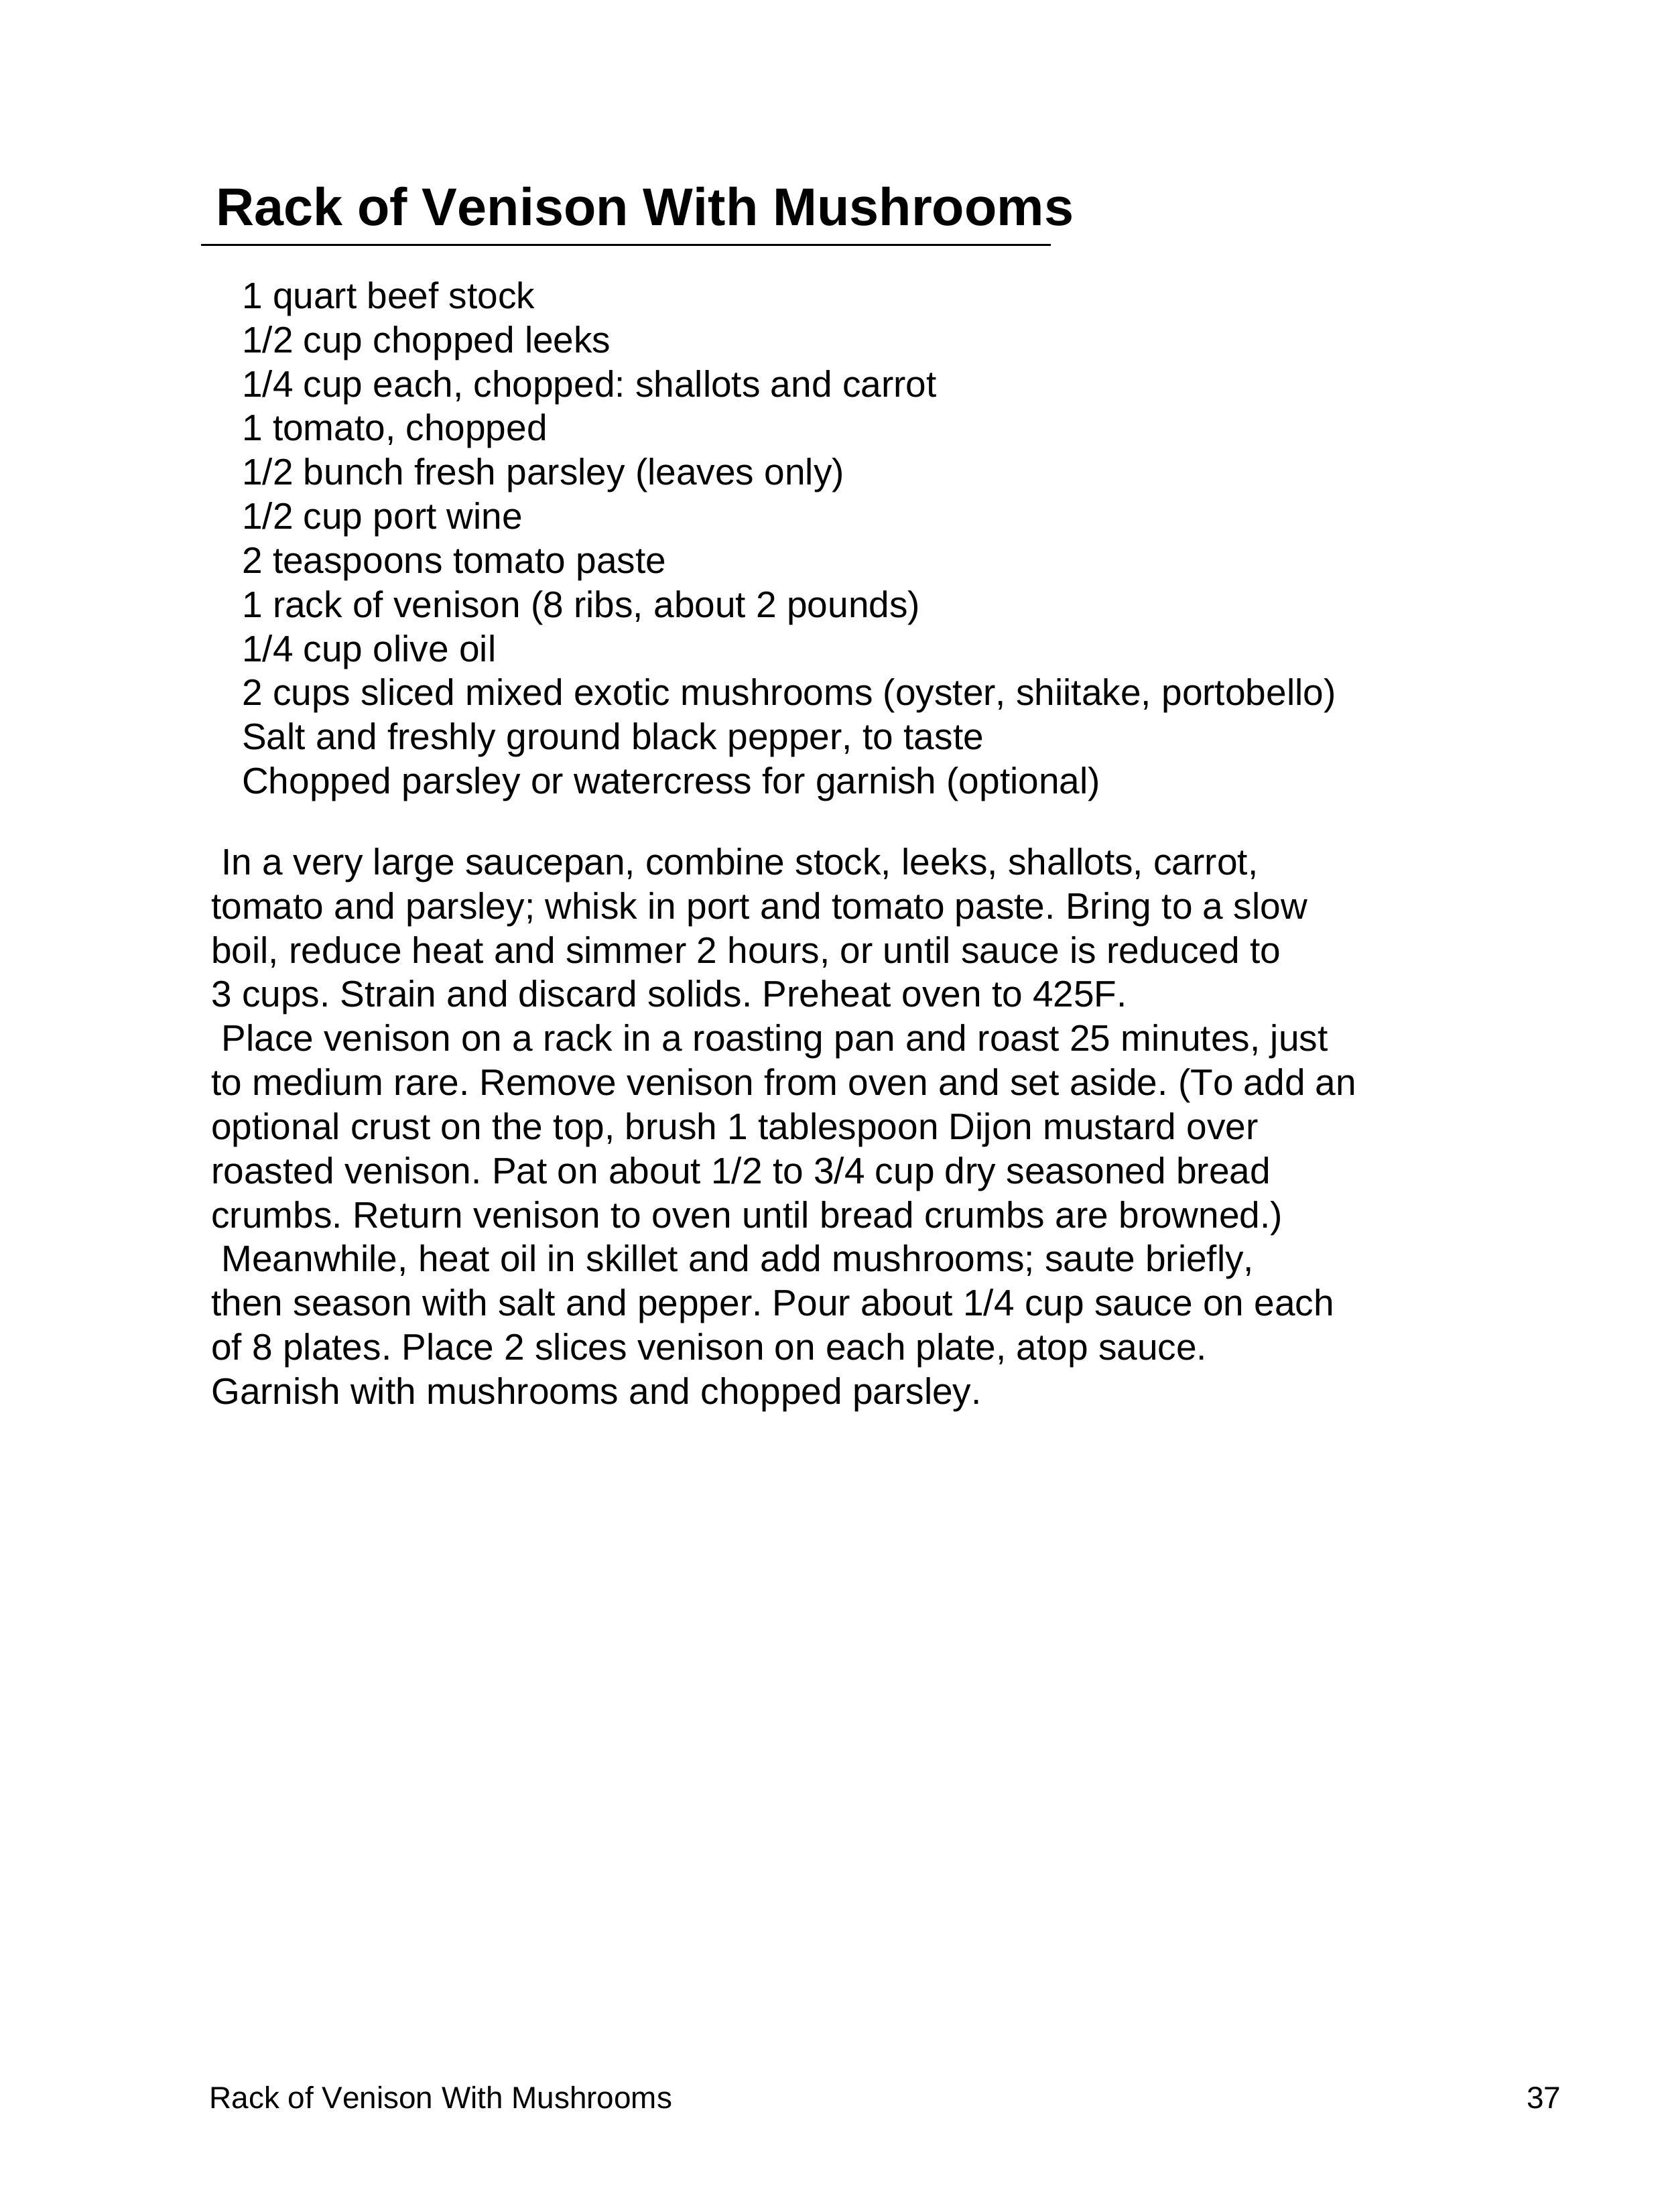 Rack of Venison With Mushrooms
1 quart beef stock
1/2 cup chopped leeks
1/4 cup each, chopped: shallots and carrot
1 tomato, chopped
1/2 bunch fresh parsley (leaves only)
1/2 cup port wine
2 teaspoons tomato paste
1 rack of venison (8 ribs, about 2 pounds)
1/4 cup olive oil
2 cups sliced mixed exotic mushrooms (oyster, shiitake, portobello)
Salt and freshly ground black pepper, to taste
Chopped parsley or watercress for garnish (optional)
In a very large saucepan, combine stock, leeks, shallots, carrot,
tomato and parsley; whisk in port and tomato paste. Bring to a slow
boil, reduce heat and simmer 2 hours, or until sauce is reduced to
3 cups. Strain and discard solids. Preheat oven to 425F.
Place venison on a rack in a roasting pan and roast 25 minutes, just
to medium rare. Remove venison from oven and set aside. (To add an
optional crust on the top, brush 1 tablespoon Dijon mustard over
roasted venison. Pat on about 1/2 to 3/4 cup dry seasoned bread
crumbs. Return venison to oven until bread crumbs are browned.)
Meanwhile, heat oil in skillet and add mushrooms; saute briefly,
then season with salt and pepper. Pour about 1/4 cup sauce on each
of 8 plates. Place 2 slices venison on each plate, atop sauce.
Garnish with mushrooms and chopped parsley.
Rack of Venison With Mushrooms 37